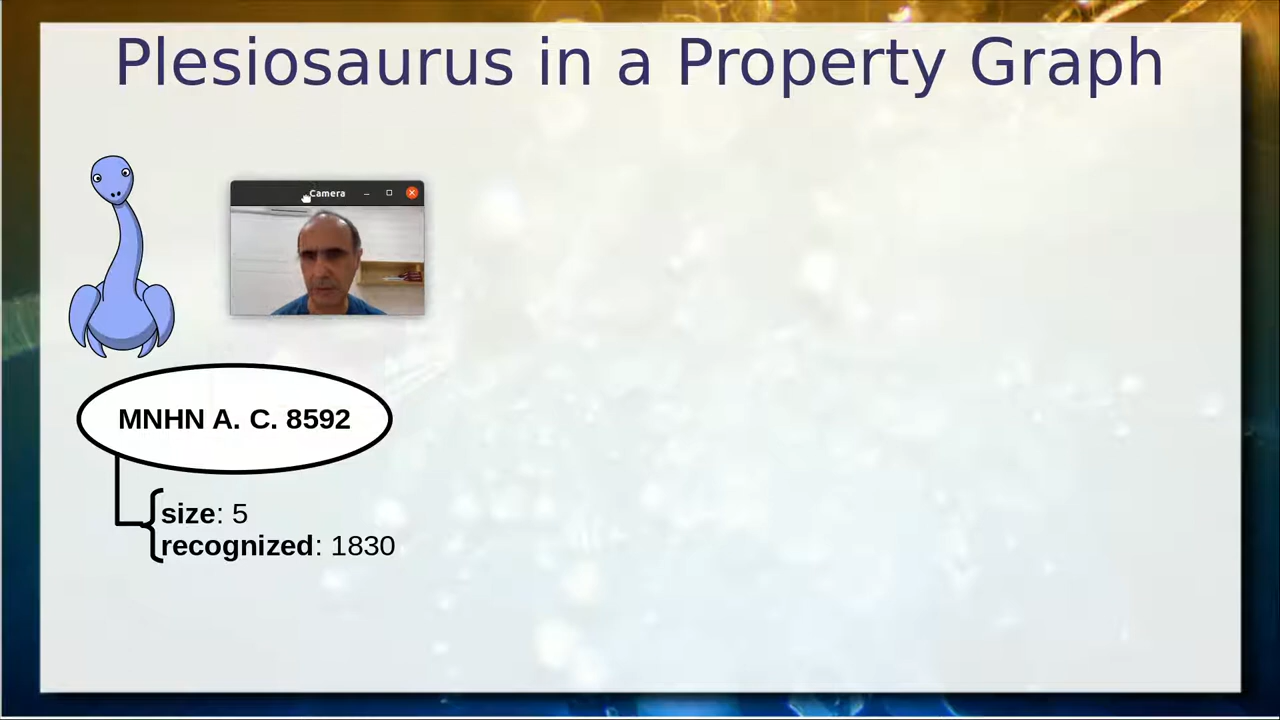 Plesiosaurus in a Property Graph
Camera
MNHN A. C. 8592
size: 5
recognized: 1830